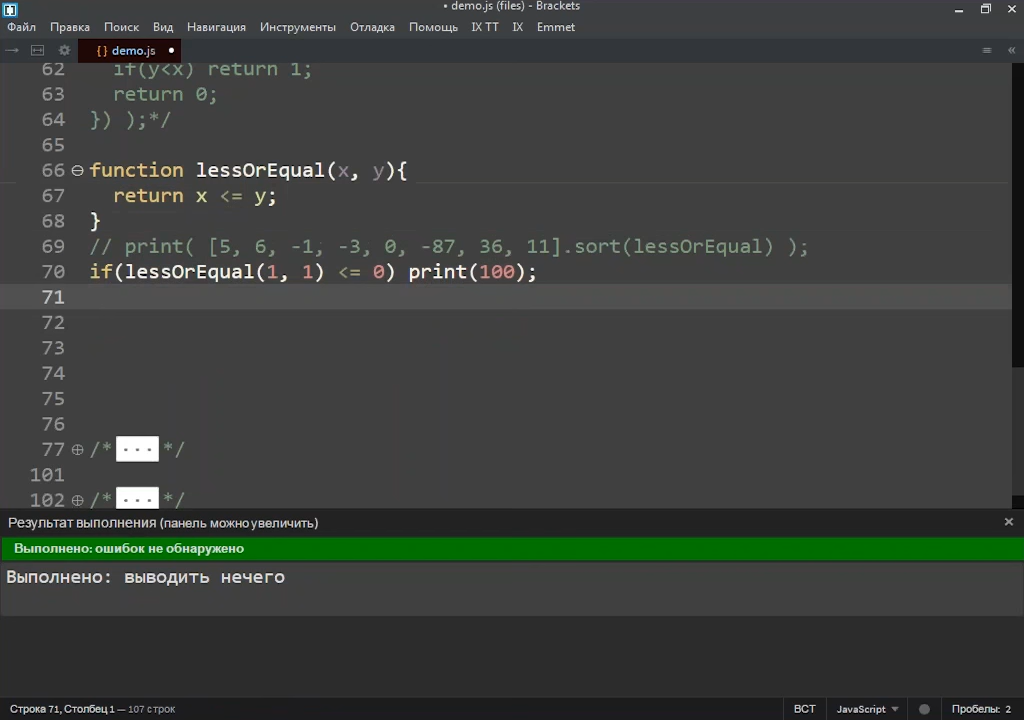 • demo.js (files) - Brackets
Файл Правка Поиск Вид Навигация Инструменты Отладка Помощь IX TT IX Emmet
{} demo.js •
62 if(y<x) return 1;
63 return 0;
64 }) );*/
65
66 function lessOrEqual(x, y){
67 return x <= y;
68 }
69 // print( [5, 6, -1, -3, 0, -87, 36, 11].sort(lessOrEqual) );
70 if(lessOrEqual(1, 1) <= 0) print(100);
71
72
73
74
75
76
77 /* ... */
101
102 /* ... */
Результат выполнения (панель можно увеличить)
Выполнено: ошибок не обнаружено
Выполнено: выводить нечего
Строка 71, Столбец 1 — 107 строк ВСТ JavaScript Пробелы: 2